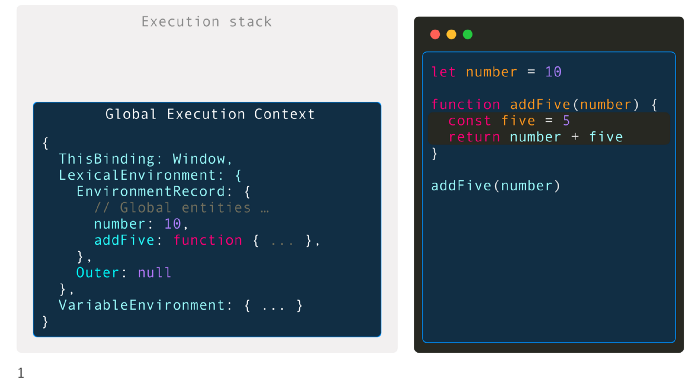 Execution stack
Global Execution Context
{
ThisBinding: Window,
LexicalEnvironment: {
EnvironmentRecord: {
// Global entities …
number: 10,
addFive: function { ... },
},
Outer: null
},
VariableEnvironment: { ... }
}
let number = 10
function addFive(number) {
const five = 5
return number + five
}
addFive(number)
1